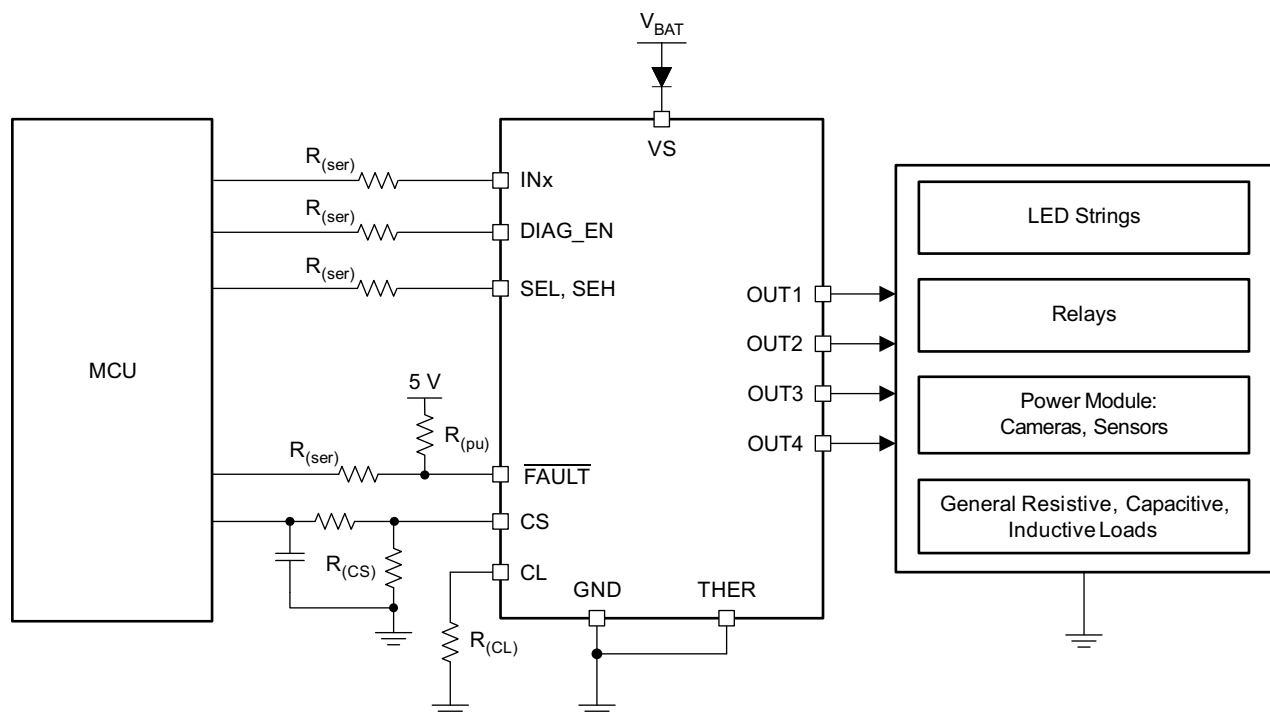 V_BAT
VS
R_(ser)
INx
R_(ser)
DIAG_EN
R_(ser)
SEL, SEH
MCU
5 V
R_(pu)
R_(ser)
FAULT
CS
R_(CS)
CL
R_(CL)
GND
THER
OUT1
OUT2
OUT3
OUT4
LED Strings
Relays
Power Module:
Cameras, Sensors
General Resistive, Capacitive,
Inductive Loads